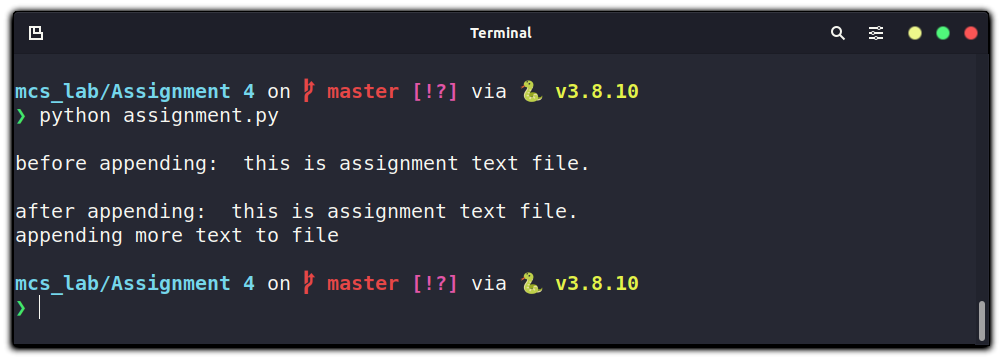 Terminal
mcs_lab/Assignment 4 on master [!?] via 🐍 v3.8.10
❯ python assignment.py
before appending:  this is assignment text file.
after appending:  this is assignment text file.
appending more text to file
mcs_lab/Assignment 4 on master [!?] via 🐍 v3.8.10
❯